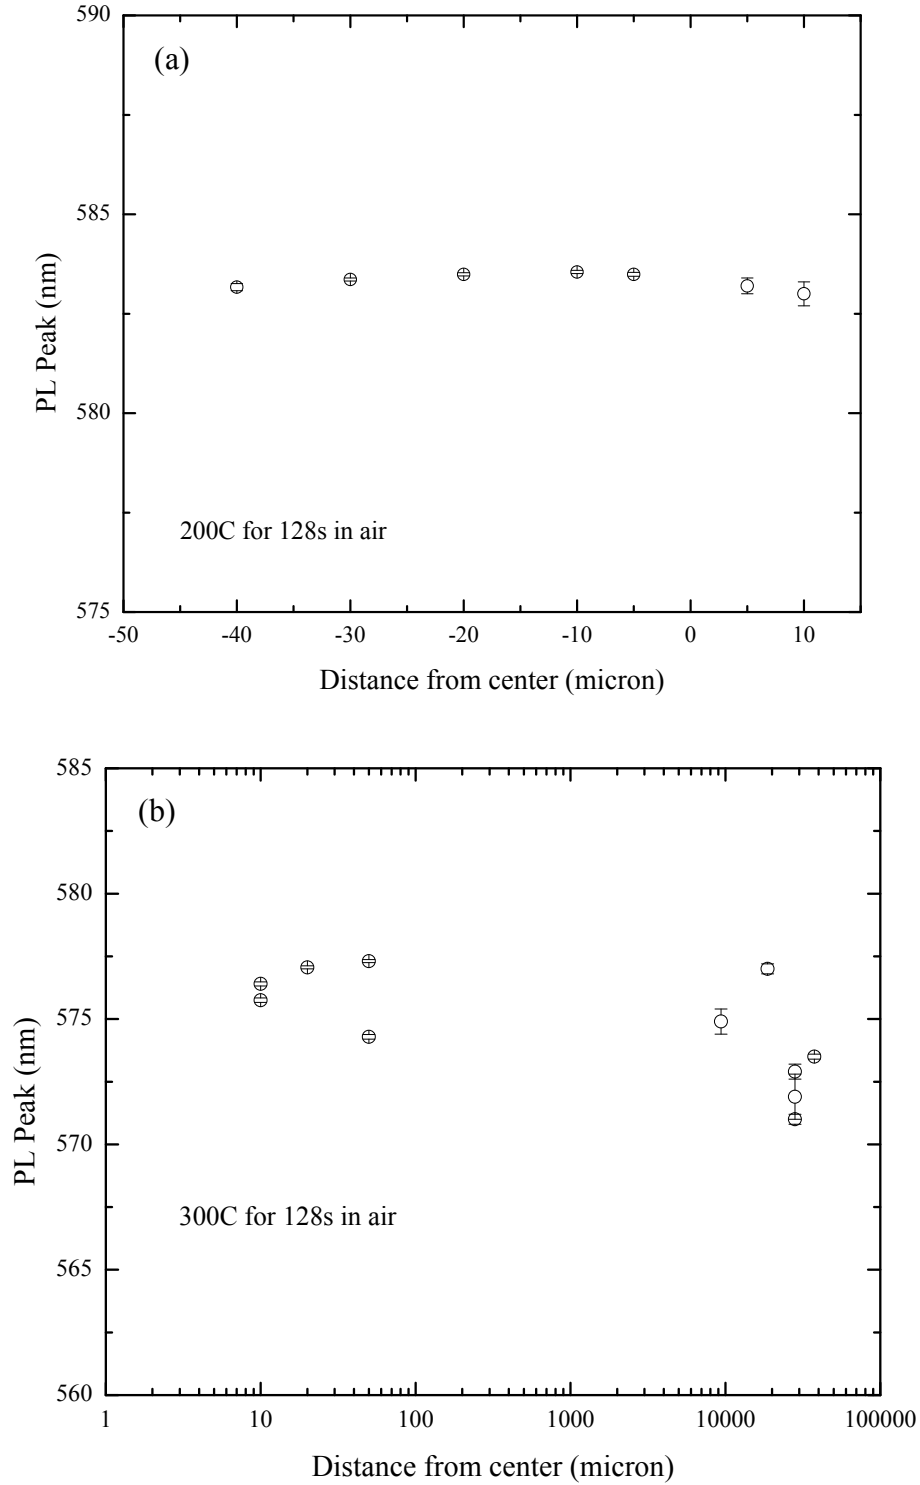 (a)
590
585
580
575
PL Peak (nm)
200C for 128s in air
-50 -40 -30 -20 -10 0 10
Distance from center (micron)
(b)
585
580
575
570
565
560
PL Peak (nm)
300C for 128s in air
1 10 100 1000 10000 100000
Distance from center (micron)